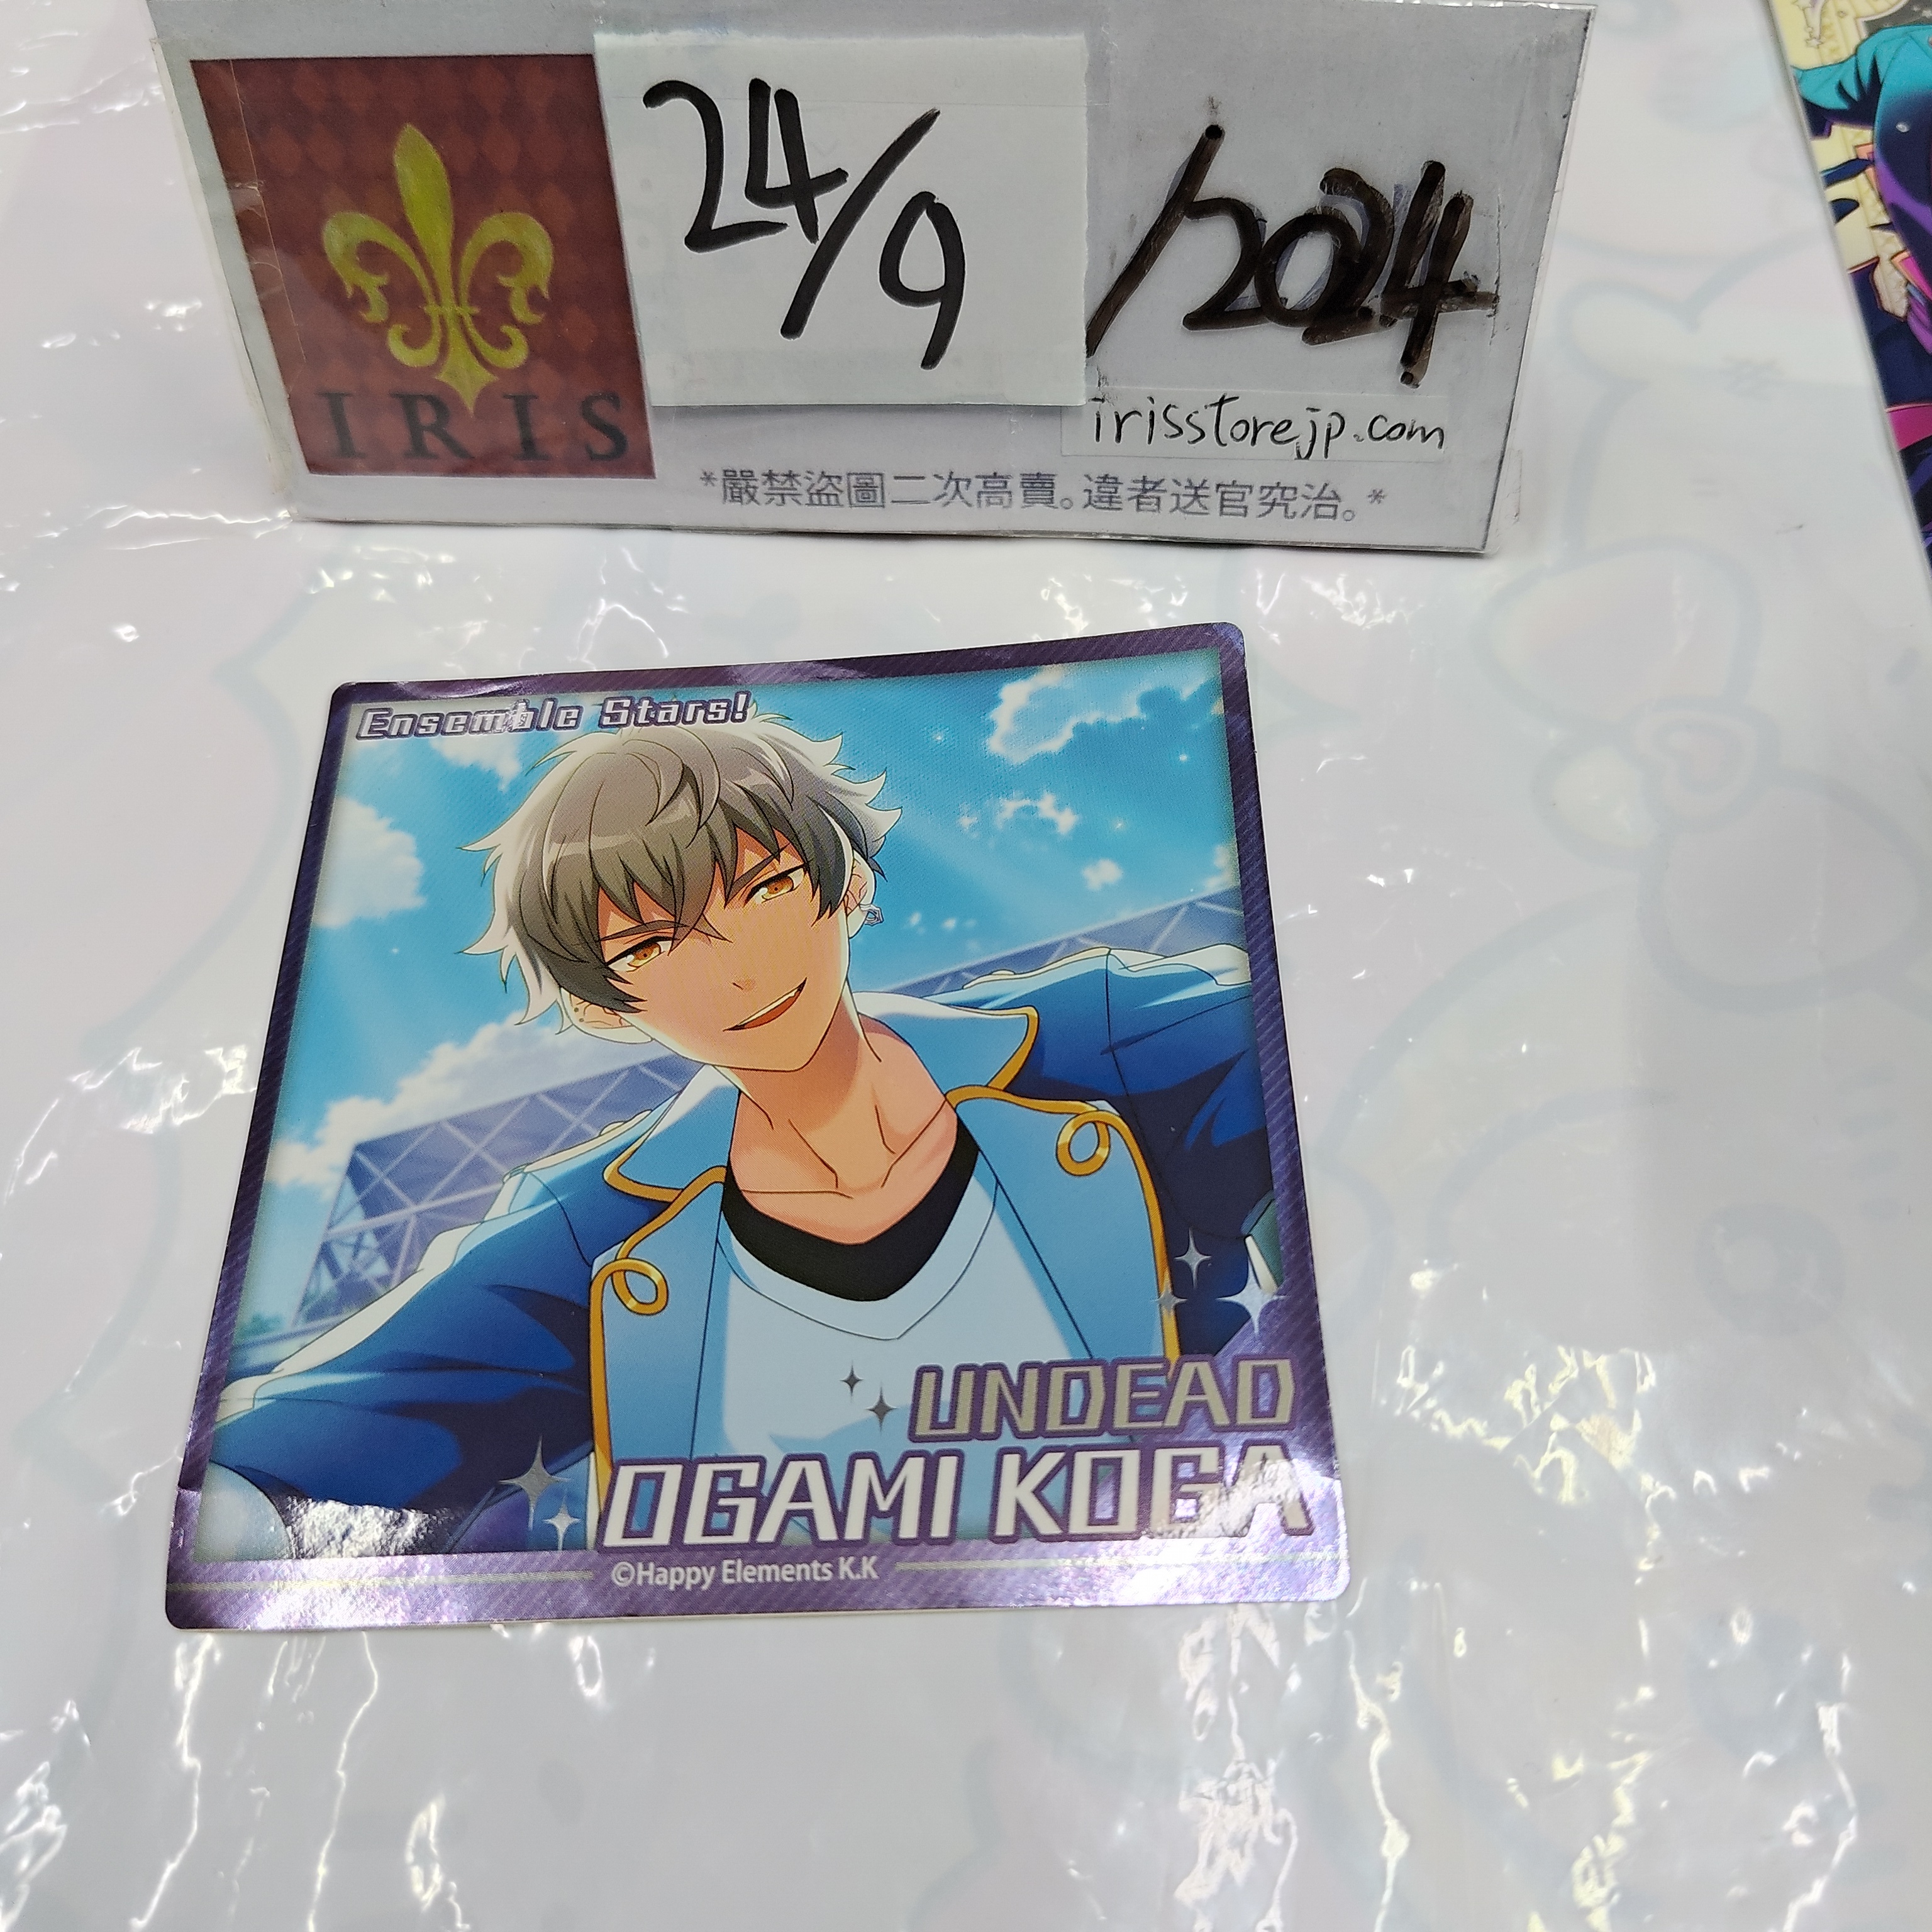 IRIS
24/9/2024
irisstorejp.com
*嚴禁盜圖二次高賣。違者送官究治。*
Ensemble Stars!
UNDEAD
OGAMI KOGA
©Happy Elements K.K